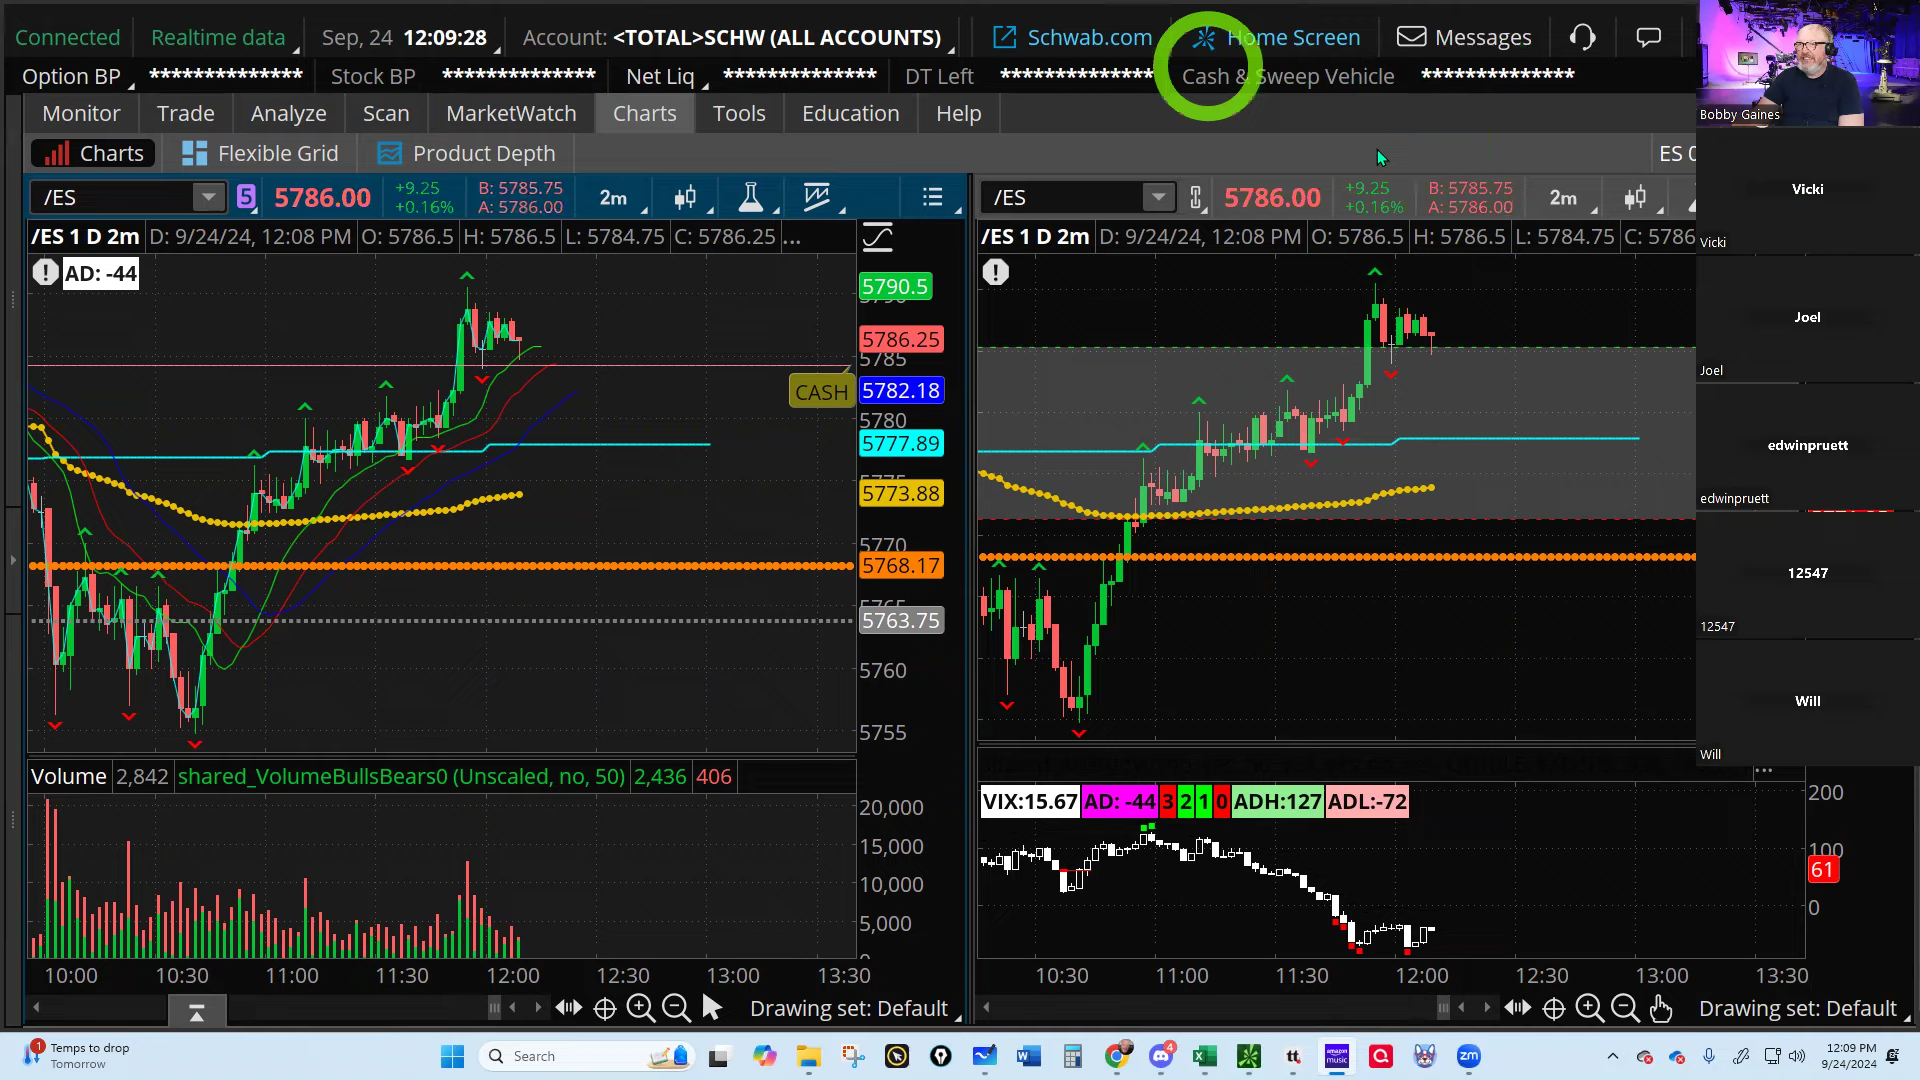 Connected Realtime data Sep, 24 12:09:28 Account: <TOTAL>SCHW (ALL ACCOUNTS) Schwab.com Home Screen Messages
Option BP ************** Stock BP ************** Net Liq ************** DT Left ************** Cash & Sweep Vehicle **************
Monitor Trade Analyze Scan MarketWatch Charts Tools Education Help
Bobby Gaines
Charts Flexible Grid Product Depth
/ES 5 5786.00 +9.25 +0.16% B: 5785.75 A: 5786.00 2m
/ES 1 D 2m D: 9/24/24, 12:08 PM O: 5786.5 H: 5786.5 L: 5784.75 C: 5786.25 ...
AD: -44
5790.5
5786.25
5785
CASH 5782.18
5780
5777.89
5773.88
5770
5768.17
5763.75
5760
5755
Volume 2,842 shared_VolumeBullsBears0 (Unscaled, no, 50) 2,436 406
20,000
15,000
10,000
5,000
0
10:00 10:30 11:00 11:30 12:00 12:30 13:00 13:30
Drawing set: Default
/ES 5786.00 +9.25 +0.16% B: 5785.75 A: 5786.00 2m
/ES 1 D 2m D: 9/24/24, 12:08 PM O: 5786.5 H: 5786.5 L: 5784.75 C: 5786
VIX:15.67 AD: -44 3 2 1 0 ADH:127 ADL:-72
200
100
61
0
10:30 11:00 11:30 12:00 12:30 13:00 13:30
Drawing set: Default
Vicki
Vicki
Joel
Joel
edwinpruett
edwinpruett
12547
12547
Will
Will
1 Temps to drop
Tomorrow
Search
4
tt
amazon music
zm
12:09 PM
9/24/2024